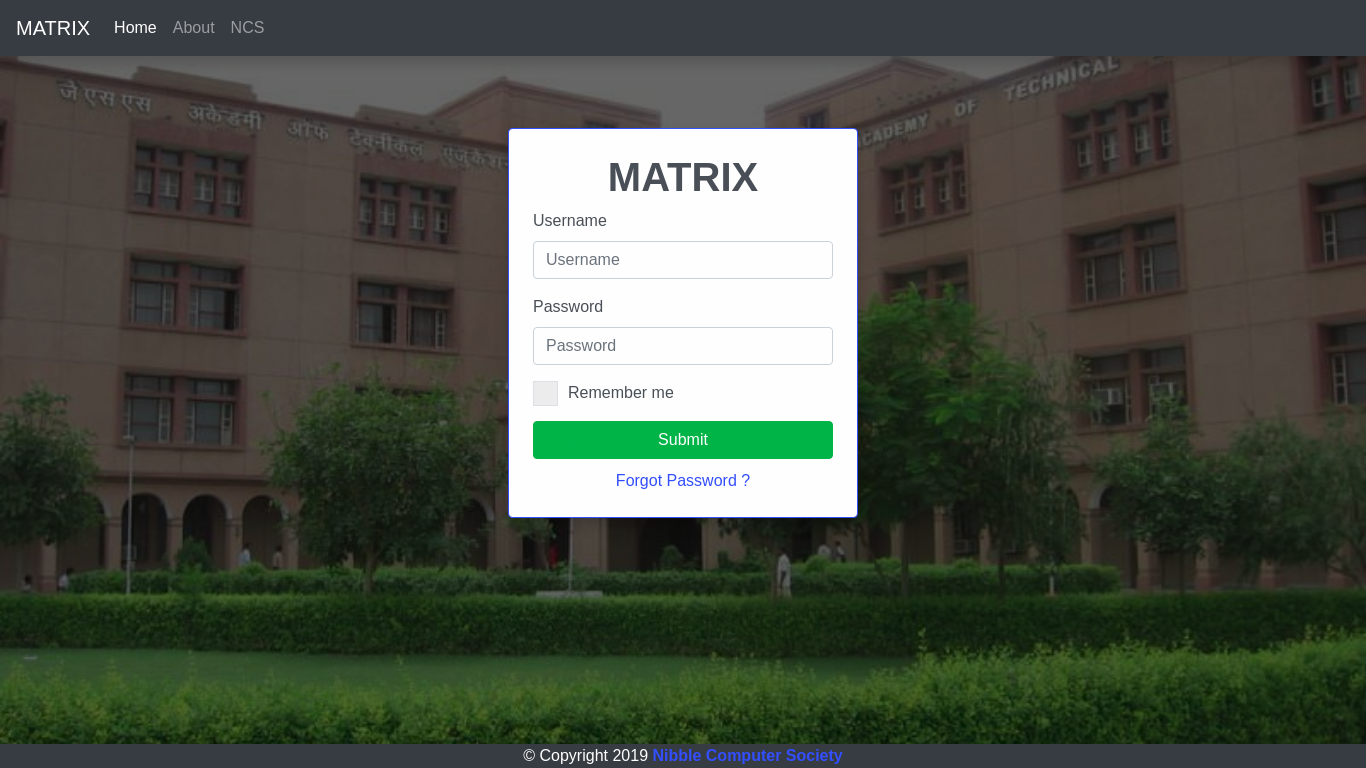 MATRIX Home About NCS
जे एस एस अकेडमी ऑफ टेक्नीकल एजुकेशन
ACADEMY OF TECHNICAL
MATRIX
Username
Username
Password
Password
Remember me
Submit
Forgot Password ?
© Copyright 2019 Nibble Computer Society